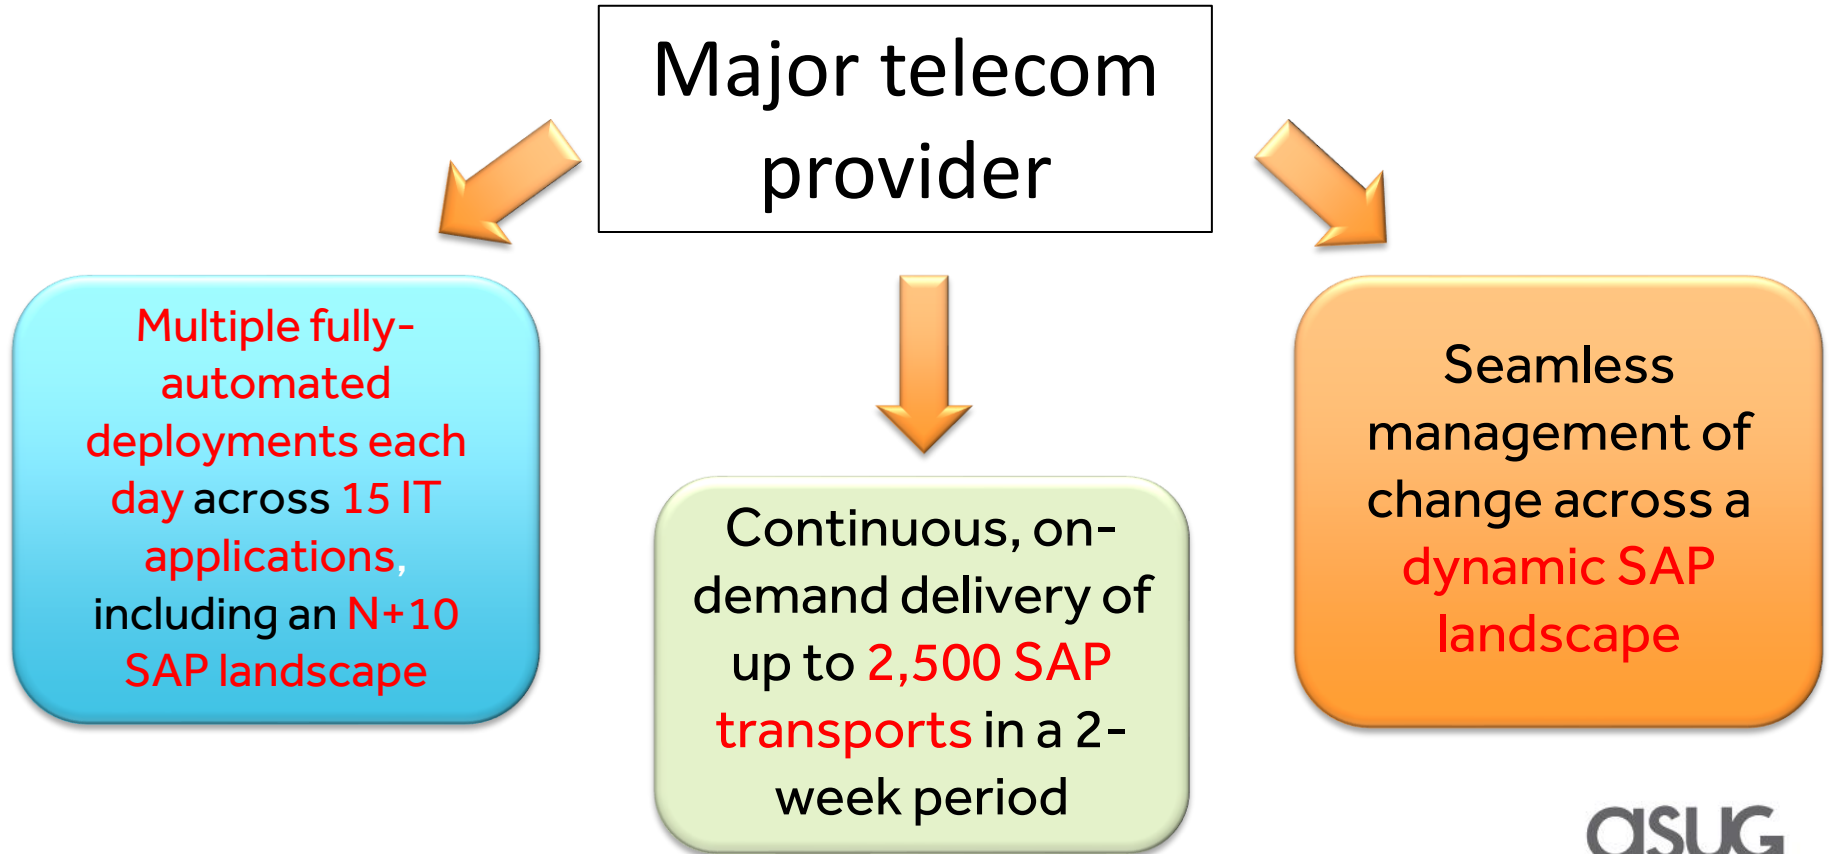 Major telecom
provider
Multiple fully-
automated
deployments each
day across 15 IT
applications,
including an N+10
SAP landscape
Continuous, on-
demand delivery of
up to 2,500 SAP
transports in a 2-
week period
Seamless
management of
change across a
dynamic SAP
landscape
asug